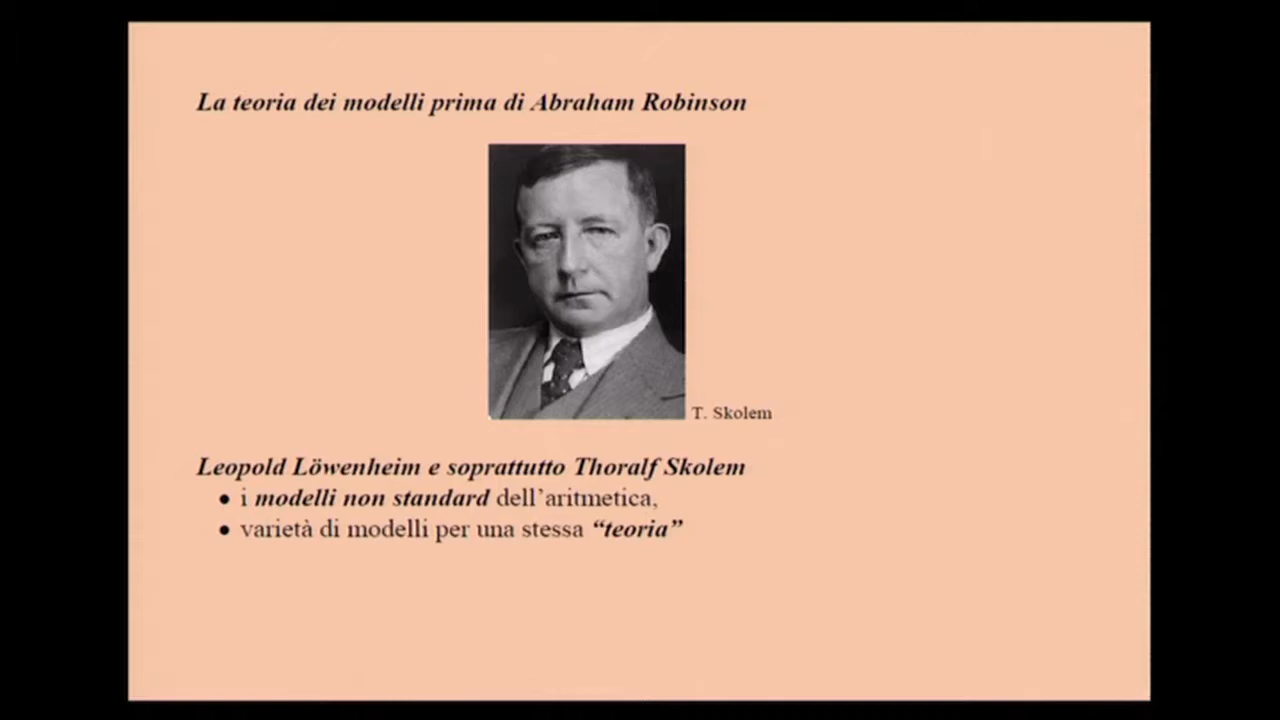 La teoria dei modelli prima di Abraham Robinson
T. Skolem
Leopold Löwenheim e soprattutto Thoralf Skolem
● i modelli non standard dell’aritmetica,
● varietà di modelli per una stessa “teoria”